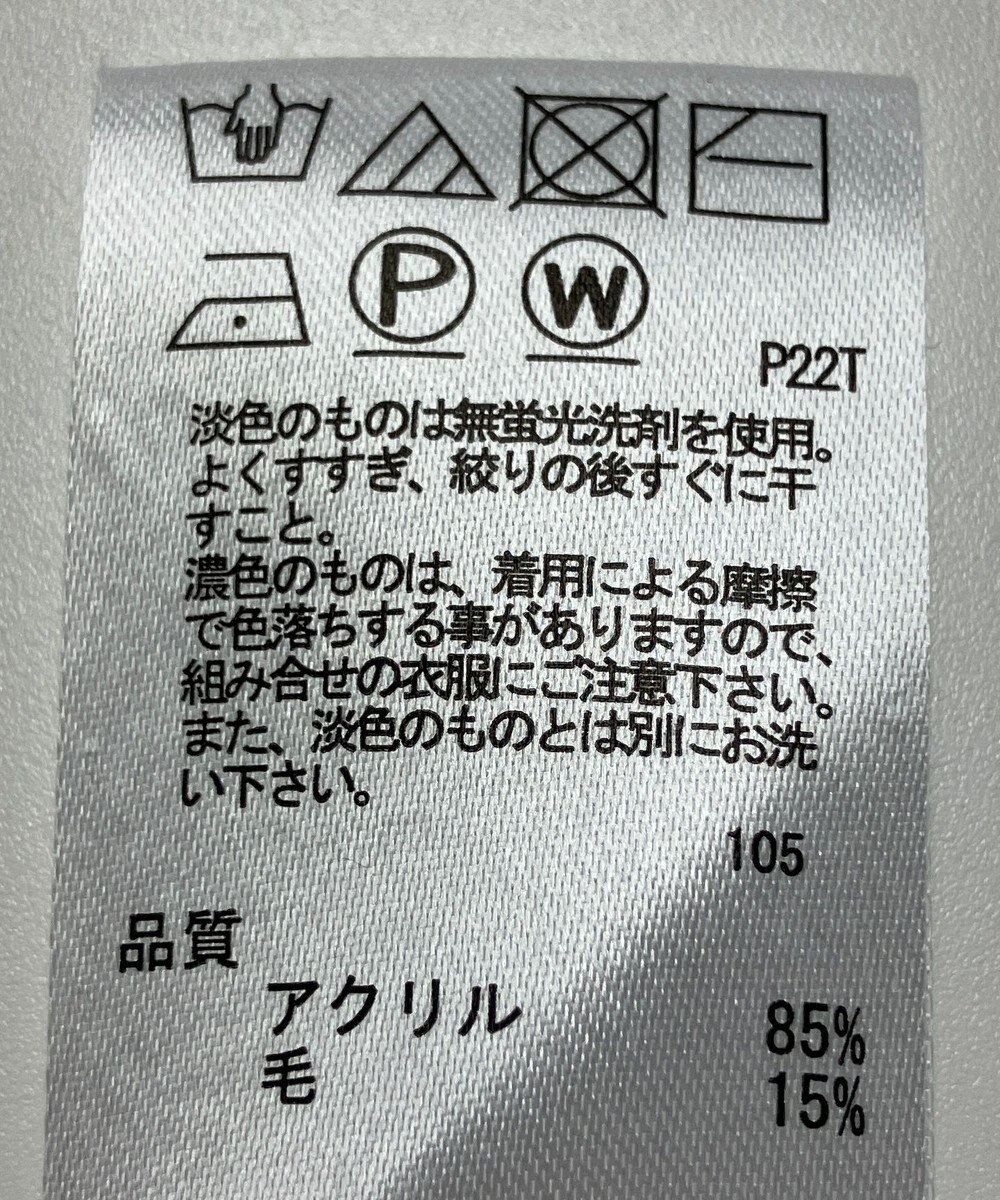 P
W
P22T
淡色のものは無蛍光洗剤を使用。
よくすすぎ、絞りの後すぐに干
すこと。
濃色のものは、着用による摩擦
で色落ちする事がありますので、
組み合せの衣服にご注意下さい。
また、淡色のものとは別にお洗
い下さい。
105
品質
アクリル 85%
毛 15%